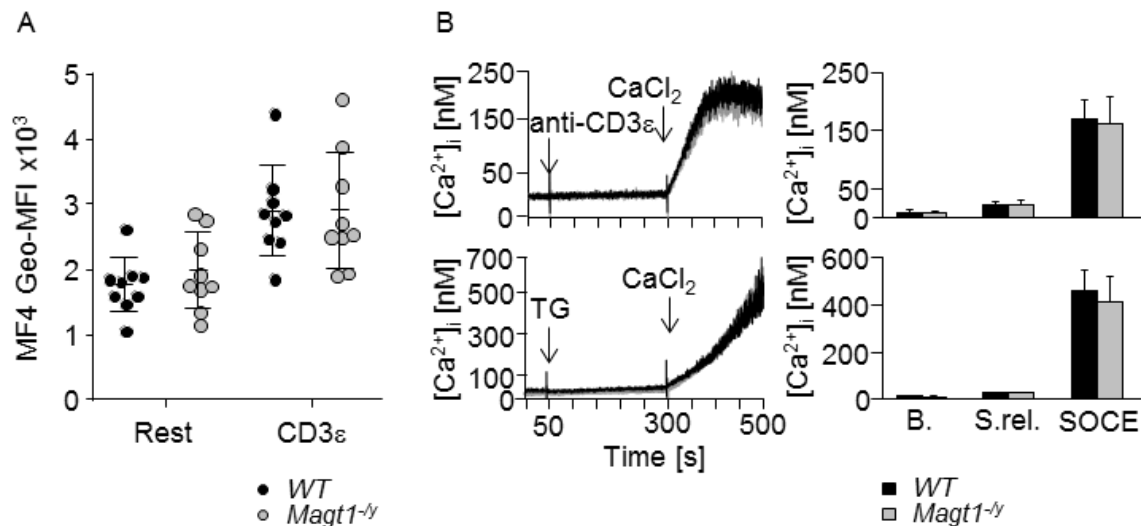 A
MF4 Geo-MFI x10³
5
4
3
2
1
0
Rest CD3ε
WT
Magt1⁻/ʸ
B
[Ca²⁺]ᵢ [nM]
250
150
50
0
anti-CD3ε
CaCl₂
[Ca²⁺]ᵢ [nM]
250
150
50
0
[Ca²⁺]ᵢ [nM]
700
500
300
100
0
TG
CaCl₂
50 300 500
Time [s]
[Ca²⁺]ᵢ [nM]
600
400
200
0
B. S.rel. SOCE
WT
Magt1⁻/ʸ